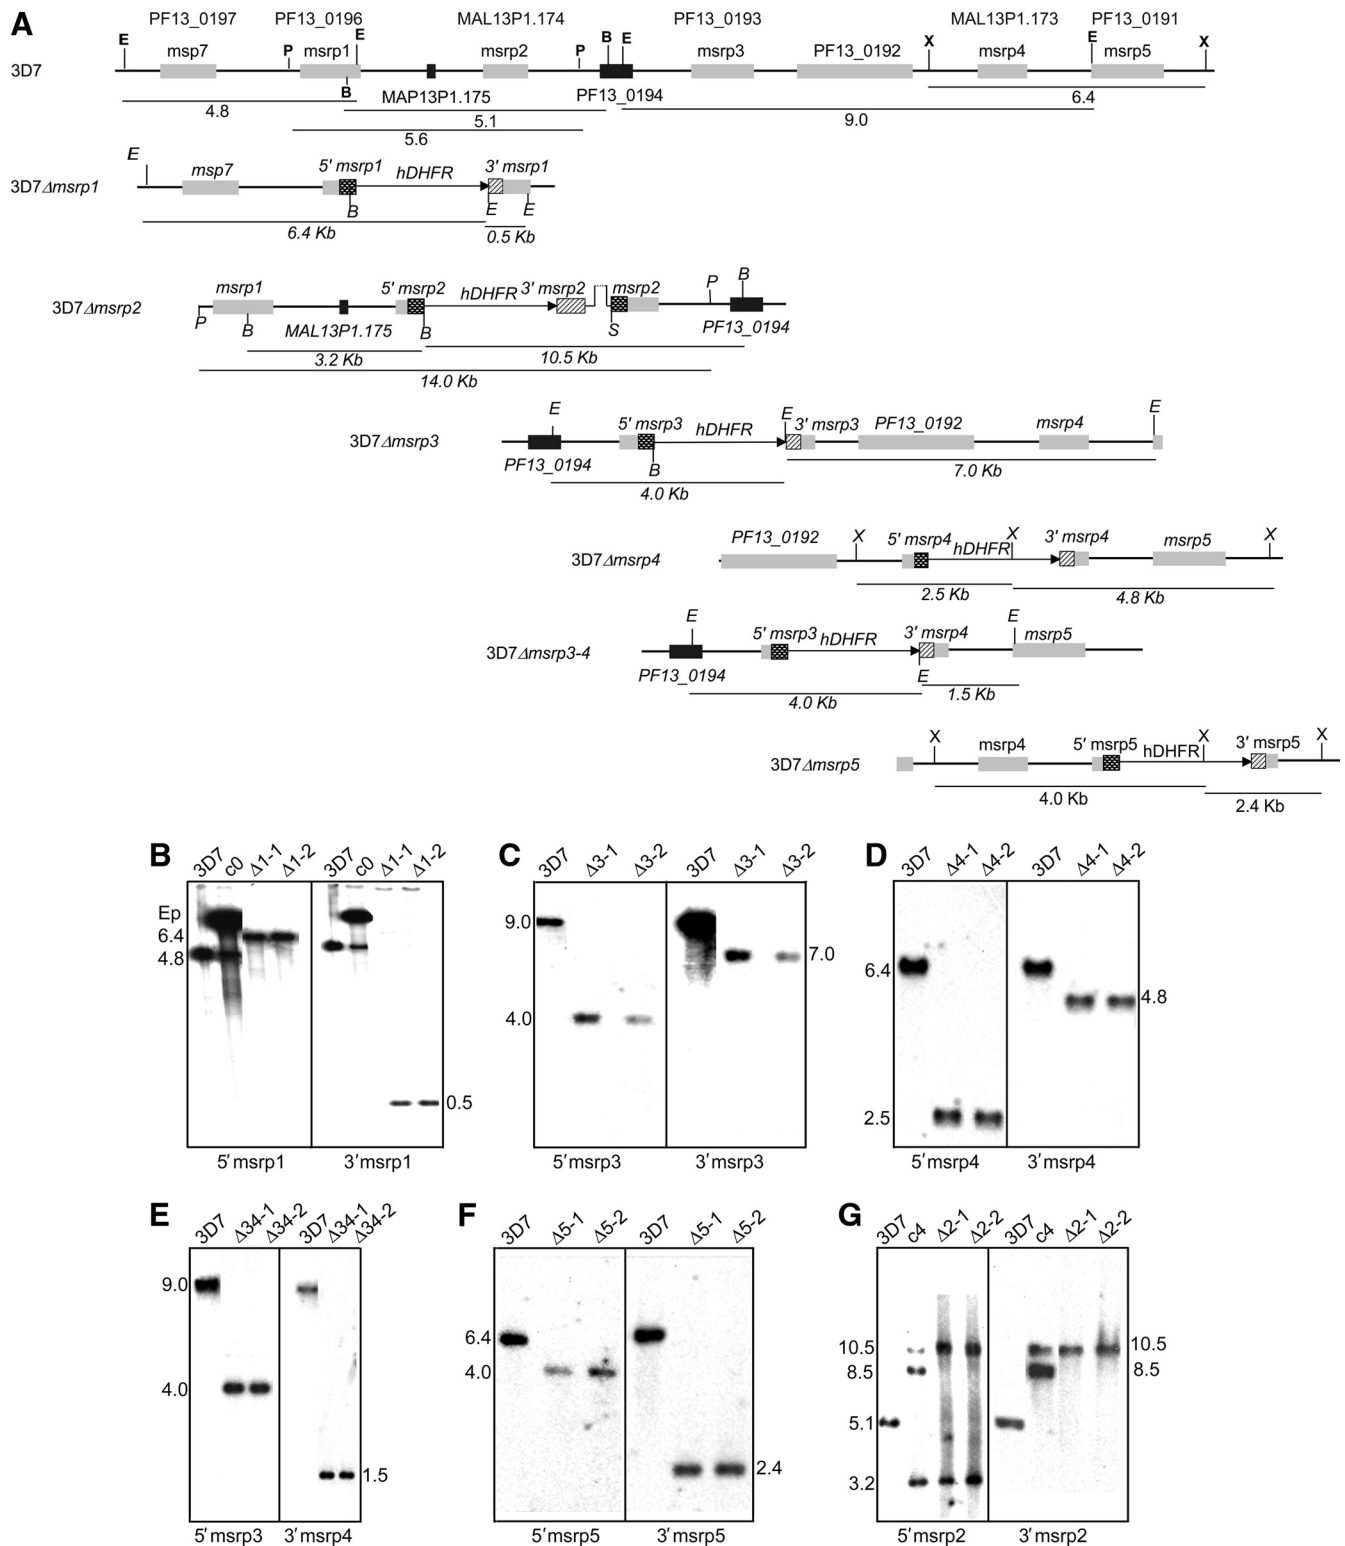 A
PF13_0197 PF13_0196 MAL13P1.174 PF13_0193 MAL13P1.173 PF13_0191
E msp7 P msrp1 E msrp2 P B E msrp3 PF13_0192 X msrp4 E msrp5 X
3D7
B MAP13P1.175 PF13_0194
4.8 5.1 9.0 6.4
5.6
E msp7 5' msrp1 hDHFR 3' msrp1
3D7Δmsrp1
B E E
6.4 Kb 0.5 Kb
msrp1 5' msrp2 hDHFR 3' msrp2 msrp2 P B
3D7Δmsrp2
P B MAL13P1.175 B S PF13_0194
3.2 Kb 10.5 Kb
14.0 Kb
E 5' msrp3 hDHFR E 3' msrp3 PF13_0192 msrp4 E
3D7Δmsrp3
PF13_0194 B
4.0 Kb 7.0 Kb
PF13_0192 X 5' msrp4 hDHFR X 3' msrp4 msrp5 X
3D7Δmsrp4
2.5 Kb 4.8 Kb
E 5' msrp3 hDHFR 3' msrp4 E msrp5
3D7Δmsrp3-4
PF13_0194 E
4.0 Kb 1.5 Kb
X msrp4 5' msrp5 hDHFR X 3' msrp5 X
3D7Δmsrp5
4.0 Kb 2.4 Kb
B
3D7 c0 Δ1-1 Δ1-2 3D7 c0 Δ1-1 Δ1-2
Ep
6.4
4.8
0.5
5'msrp1 3'msrp1
C
3D7 Δ3-1 Δ3-2 3D7 Δ3-1 Δ3-2
9.0
7.0
4.0
5'msrp3 3'msrp3
D
3D7 Δ4-1 Δ4-2 3D7 Δ4-1 Δ4-2
6.4
4.8
2.5
5'msrp4 3'msrp4
E
3D7 Δ34-1 Δ34-2 3D7 Δ34-1 Δ34-2
9.0
4.0
1.5
5'msrp3 3'msrp4
F
3D7 Δ5-1 Δ5-2 3D7 Δ5-1 Δ5-2
6.4
4.0
2.4
5'msrp5 3'msrp5
G
3D7 c4 Δ2-1 Δ2-2 3D7 c4 Δ2-1 Δ2-2
10.5 10.5
8.5 8.5
5.1
3.2
5'msrp2 3'msrp2